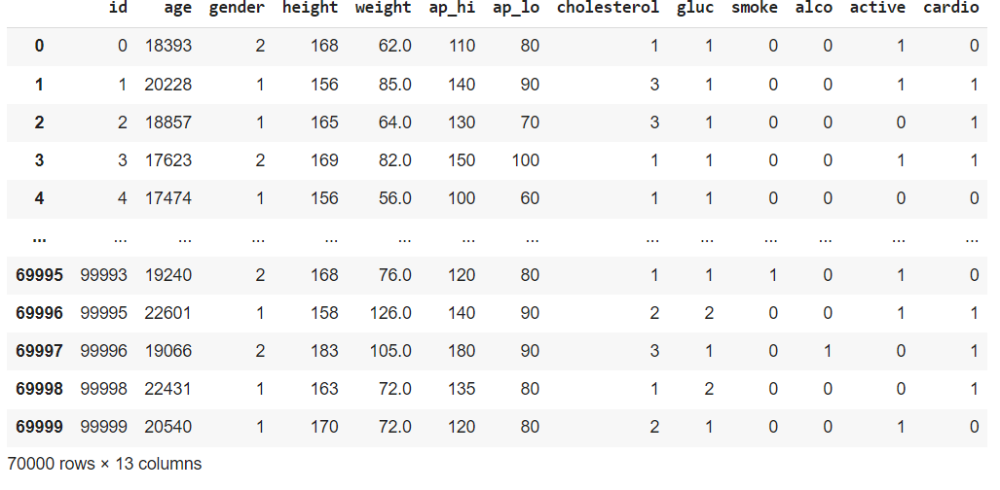 id age gender height weight ap_hi ap_lo cholesterol gluc smoke alco active cardio
0 0 18393 2 168 62.0 110 80 1 1 0 0 1 0
1 1 20228 1 156 85.0 140 90 3 1 0 0 1 1
2 2 18857 1 165 64.0 130 70 3 1 0 0 0 1
3 3 17623 2 169 82.0 150 100 1 1 0 0 1 1
4 4 17474 1 156 56.0 100 60 1 1 0 0 0 0
... ... ... ... ... ... ... ... ... ... ... ... ... ...
69995 99993 19240 2 168 76.0 120 80 1 1 1 0 1 0
69996 99995 22601 1 158 126.0 140 90 2 2 0 0 1 1
69997 99996 19066 2 183 105.0 180 90 3 1 0 1 0 1
69998 99998 22431 1 163 72.0 135 80 1 2 0 0 0 1
69999 99999 20540 1 170 72.0 120 80 2 1 0 0 1 0
70000 rows × 13 columns